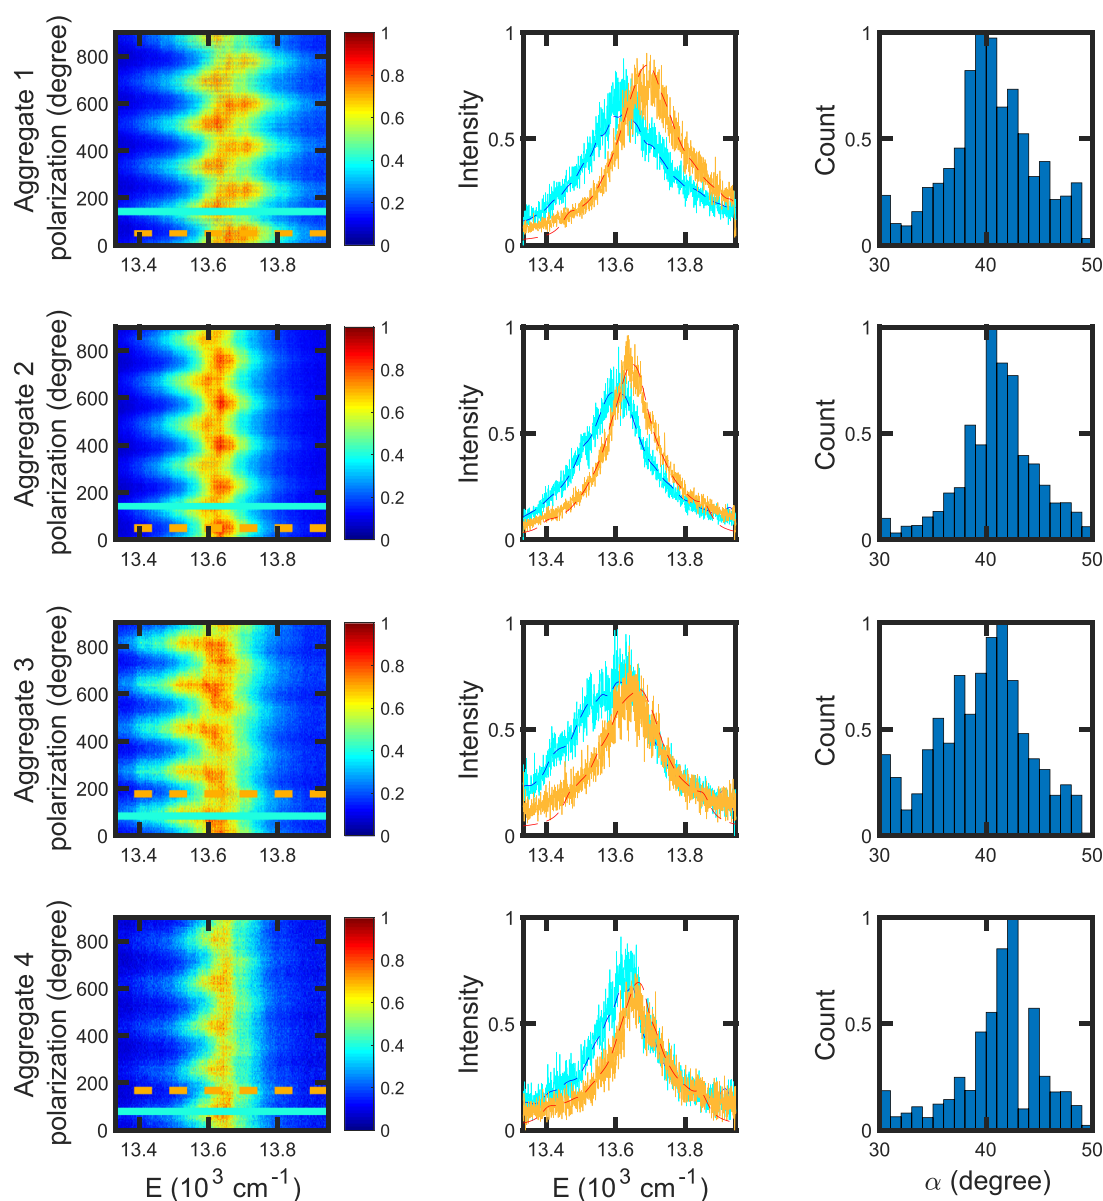 Aggregate 1
polarization (degree)
800
600
400
200
0
13.4 13.6 13.8
1
0.8
0.6
0.4
0.2
0
Intensity
1
0.5
0
13.4 13.6 13.8
Count
1
0.5
0
30 40 50
Aggregate 2
polarization (degree)
800
600
400
200
0
13.4 13.6 13.8
1
0.8
0.6
0.4
0.2
0
Intensity
1
0.5
0
13.4 13.6 13.8
Count
1
0.5
0
30 40 50
Aggregate 3
polarization (degree)
800
600
400
200
0
13.4 13.6 13.8
1
0.8
0.6
0.4
0.2
0
Intensity
1
0.5
0
13.4 13.6 13.8
Count
1
0.5
0
30 40 50
Aggregate 4
polarization (degree)
800
600
400
200
0
13.4 13.6 13.8
E (10³ cm⁻¹)
1
0.8
0.6
0.4
0.2
0
Intensity
1
0.5
0
13.4 13.6 13.8
E (10³ cm⁻¹)
Count
1
0.5
0
30 40 50
α (degree)